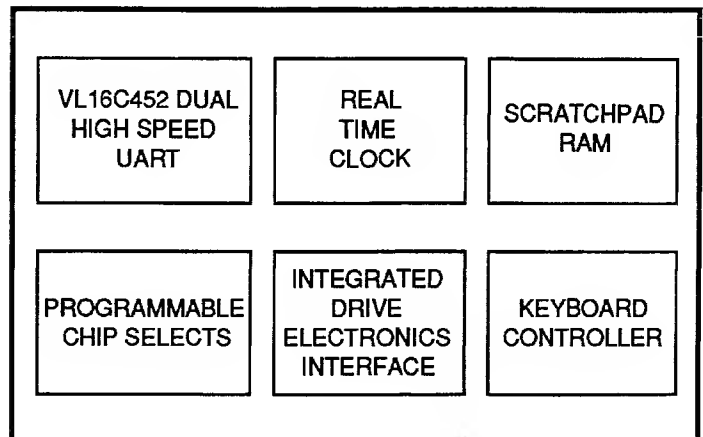 VL16C452 DUAL
HIGH SPEED
UART
REAL
TIME
CLOCK
SCRATCHPAD
RAM
PROGRAMMABLE
CHIP SELECTS
INTEGRATED
DRIVE
ELECTRONICS
INTERFACE
KEYBOARD
CONTROLLER